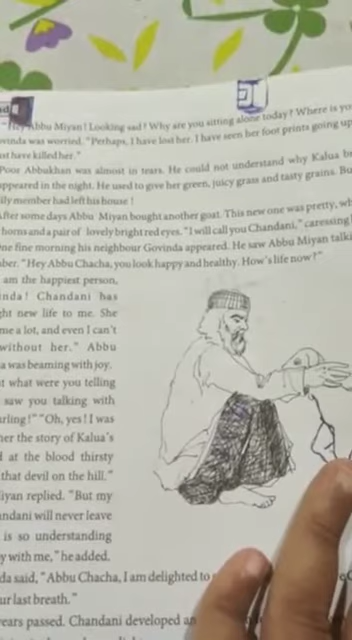 "Hey Abbu Miyan! Looking sad? Why are you sitting alone today? Where is yo
ovinda was worried. "Perhaps, I have lost her. I have seen her foot prints going up
ust have killed her."
Poor Abbukhan was almost in tears. He could not understand why Kalua
appeared in the night. He used to give her green, juicy grass and tasty grains. Bu
ily member had left his house!
After some days Abbu Miyan bought another goat. This new one was pretty, wh
horns and a pair of lovely bright red eyes. "I will call you Chandani," caressing
ne fine morning his neighbour Govinda appeared. He saw Abbu Miyan talki
ber. "Hey Abbu Chacha, you look happy and healthy. How's life now?"
am the happiest person,
inda! Chandani has
ght new life to me. She
me a lot, and even I can't
without her." Abbu
a was beaming with joy.
t what were you telling
saw you talking with
rling!" "Oh, yes! I was
her the story of Kalua's
d at the blood thirsty
that devil on the hill."
iyan replied. "But my
andani will never leave
is so understanding
y with me," he added.
da said, "Abbu Chacha, I am delighted to
ur last breath."
ears passed. Chandani developed an